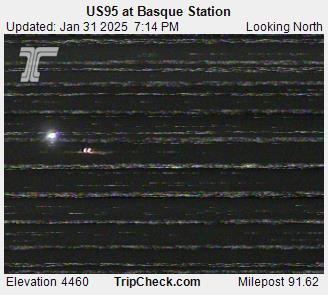 US95 at Basque Station
Updated: Jan 31 2025 7:14 PM Looking North
Elevation 4460 TripCheck.com Milepost 91.62